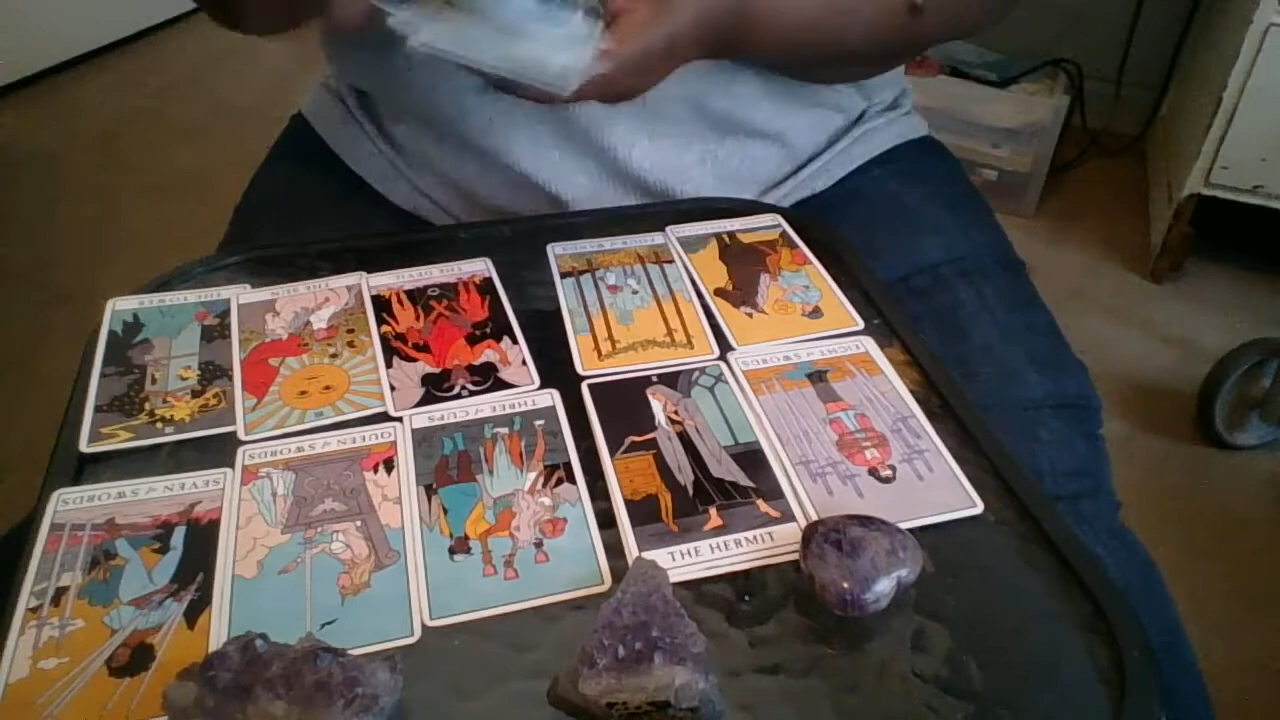 THE TOWER
THE SUN
THE DEVIL
FOUR of WANDS
SEVEN of SWORDS
QUEEN of SWORDS
THREE of CUPS
THE HERMIT
EIGHT of SWORDS